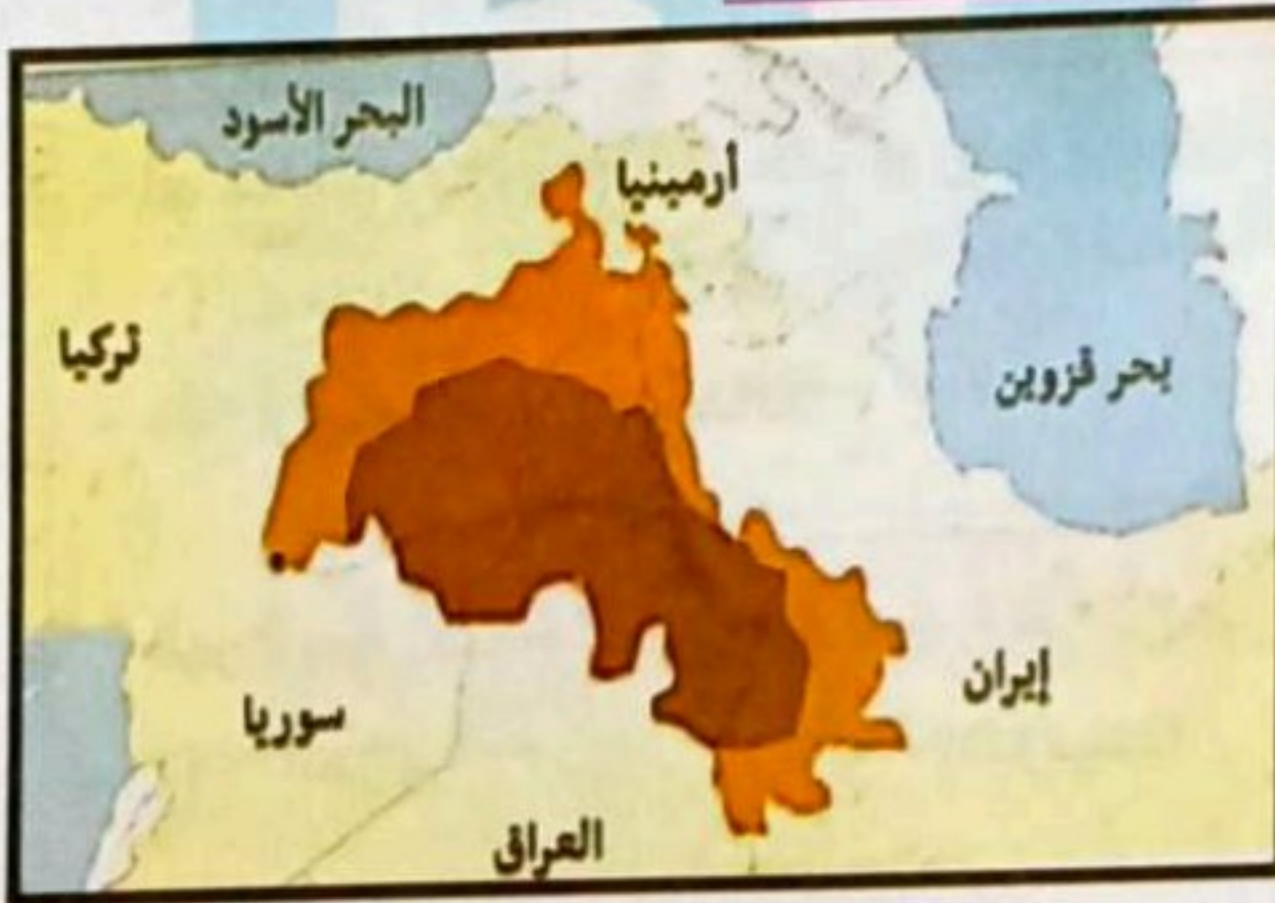 البحر الأسود
أرمينيا
تركيا
بحر قزوين
إيران
سوريا
العراق